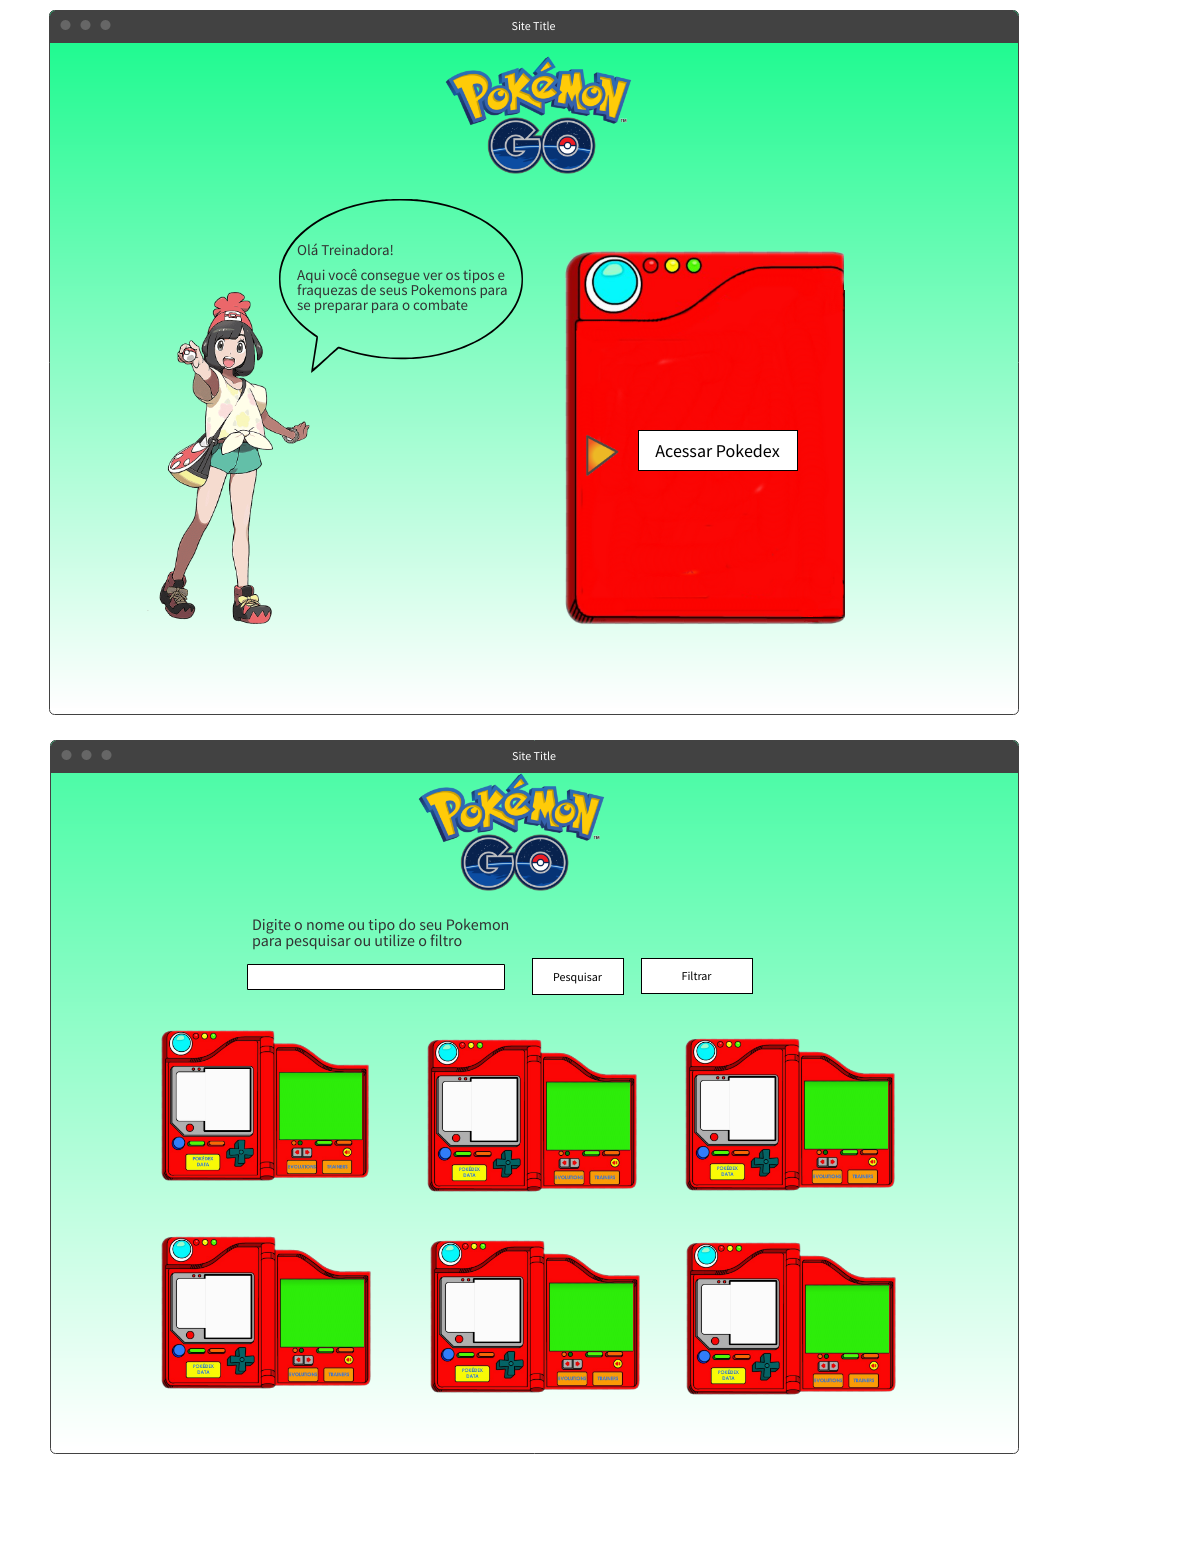 Site Title
POKÉMON
™
GO
Olá Treinadora!
Aqui você consegue ver os tipos e
fraquezas de seus Pokemons para
se preparar para o combate
Acessar Pokedex
Site Title
POKÉMON
™
GO
Digite o nome ou tipo do seu Pokemon
para pesquisar ou utilize o filtro
Pesquisar
Filtrar
POKÉDEX
DATA
EVOLUTIONS
TRAINERS
POKÉDEX
DATA
EVOLUTIONS
TRAINERS
POKÉDEX
DATA
EVOLUTIONS
TRAINERS
POKÉDEX
DATA
EVOLUTIONS
TRAINERS
POKÉDEX
DATA
EVOLUTIONS
TRAINERS
POKÉDEX
DATA
EVOLUTIONS
TRAINERS